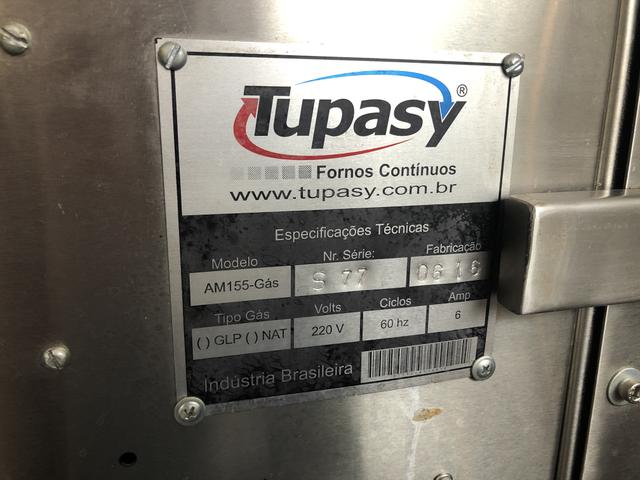 Tupasy®
Fornos Contínuos
www.tupasy.com.br
Especificações Técnicas
Modelo Nr. Série: Fabricação
AM155-Gás S 77 06 16
Tipo Gás Volts Ciclos Amp
( ) GLP ( ) NAT 220 V 60 hz 6
Indústria Brasileira